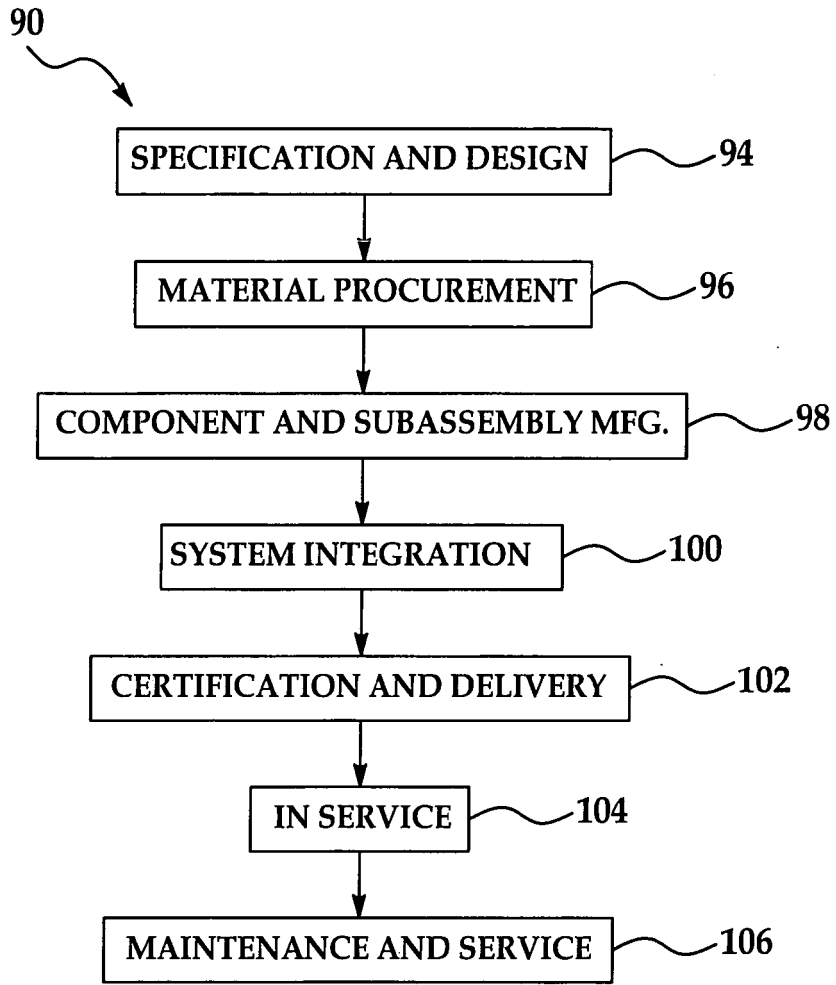 90
SPECIFICATION AND DESIGN 94
MATERIAL PROCUREMENT 96
COMPONENT AND SUBASSEMBLY MFG. 98
SYSTEM INTEGRATION 100
CERTIFICATION AND DELIVERY 102
IN SERVICE 104
MAINTENANCE AND SERVICE 106